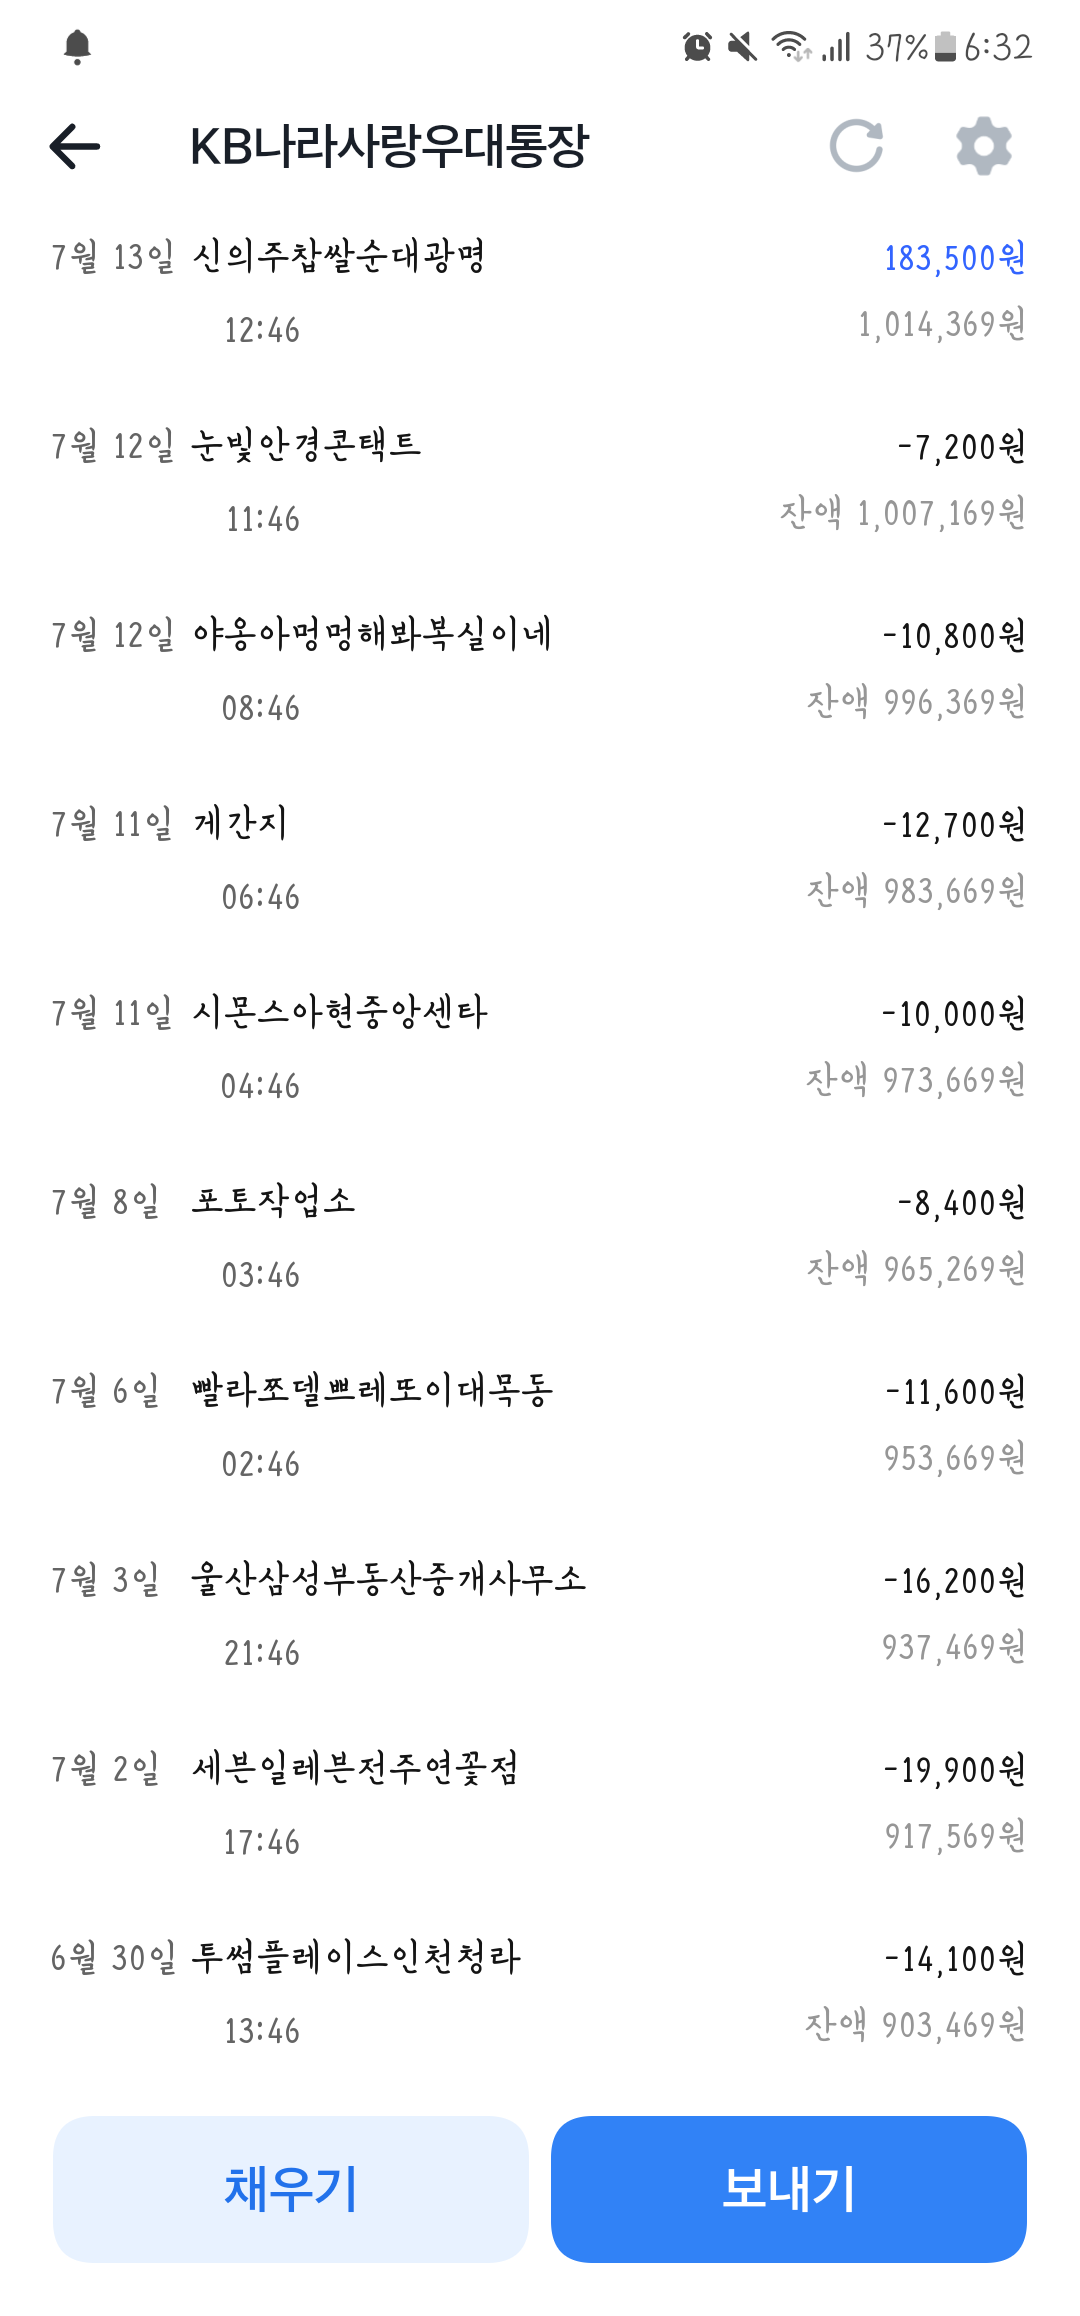 37% 6:32
KB나라사랑우대통장
7월 13일 신의주찹쌀순대광명 183,500원
12:46 1,014,369원
7월 12일 눈빛안경콘택트 -7,200원
11:46 잔액 1,007,169원
7월 12일 야옹아멍멍해봐복실이네 -10,800원
08:46 잔액 996,369원
7월 11일 게간지 -12,700원
06:46 잔액 983,669원
7월 11일 시몬스아현중앙센타 -10,000원
04:46 잔액 973,669원
7월 8일 포토작업소 -8,400원
03:46 잔액 965,269원
7월 6일 빨라쪼델쁘레또이대목동 -11,600원
02:46 953,669원
7월 3일 울산삼성부동산중개사무소 -16,200원
21:46 937,469원
7월 2일 세븐일레븐전주연꽃점 -19,900원
17:46 917,569원
6월 30일 투썸플레이스인천청라 -14,100원
13:46 잔액 903,469원
채우기 보내기